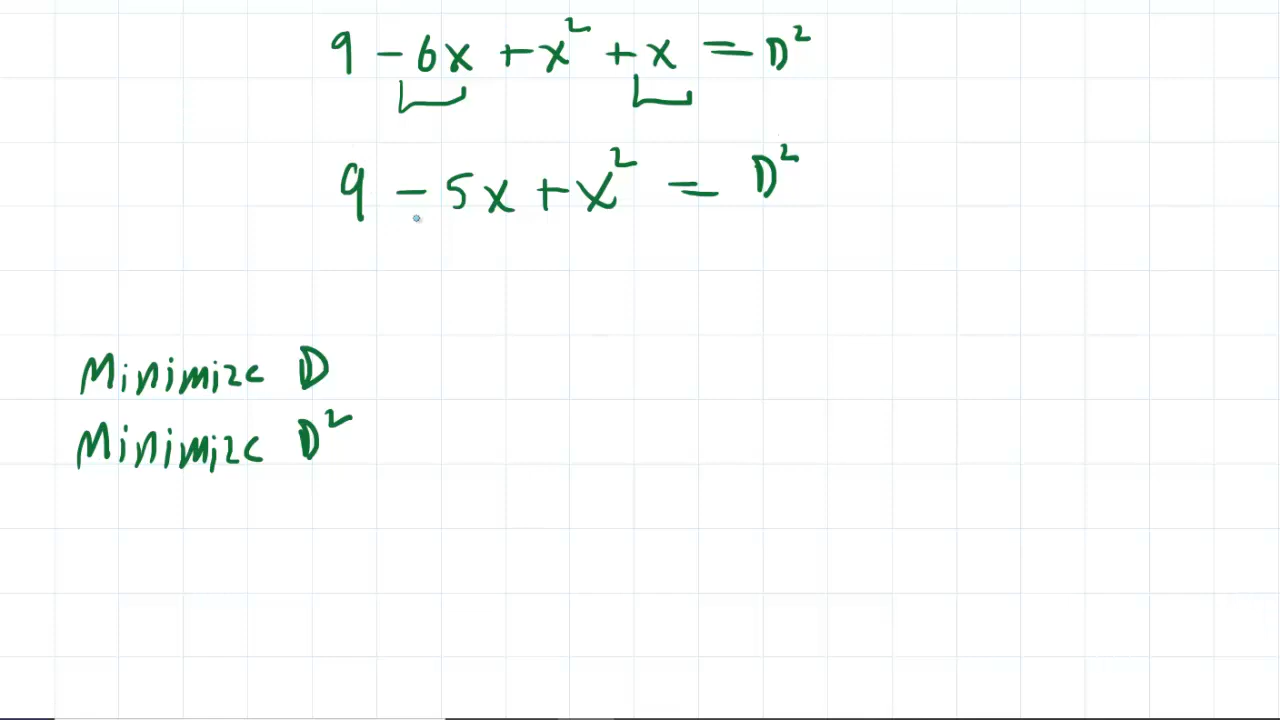 9 - 6x + x² + x = D²
9 - 5x + x² = D²
Minimize D
Minimize D²